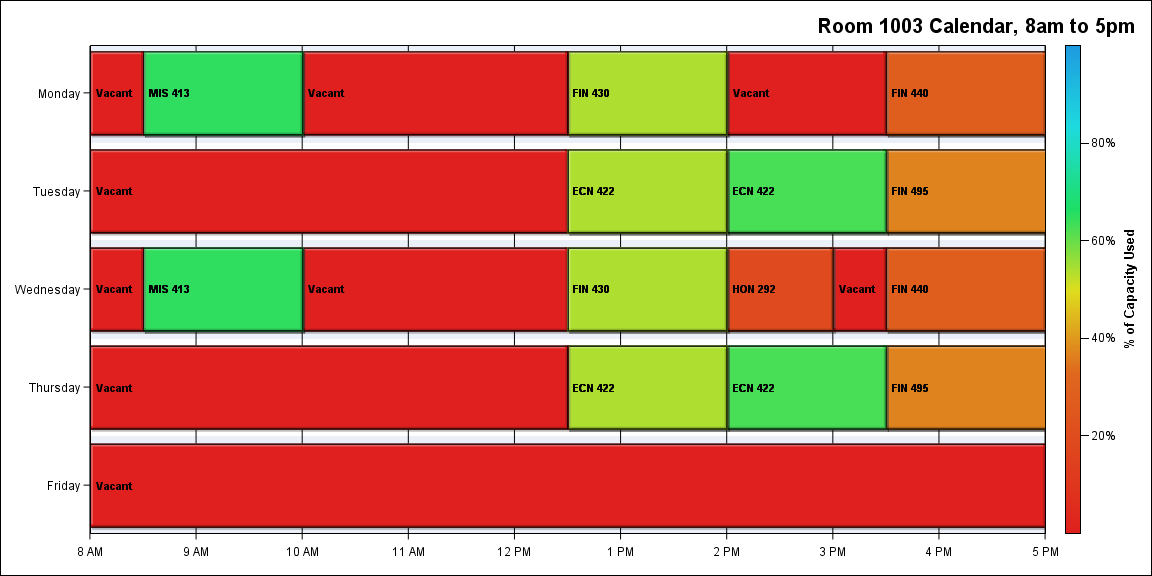 Room 1003 Calendar, 8am to 5pm
Monday Vacant MIS 413 Vacant FIN 430 Vacant FIN 440
80%
Tuesday Vacant ECN 422 ECN 422 FIN 495
60%
Wednesday Vacant MIS 413 Vacant FIN 430 HON 292 Vacant FIN 440
% of Capacity Used
40%
Thursday Vacant ECN 422 ECN 422 FIN 495
20%
Friday Vacant
8 AM 9 AM 10 AM 11 AM 12 PM 1 PM 2 PM 3 PM 4 PM 5 PM